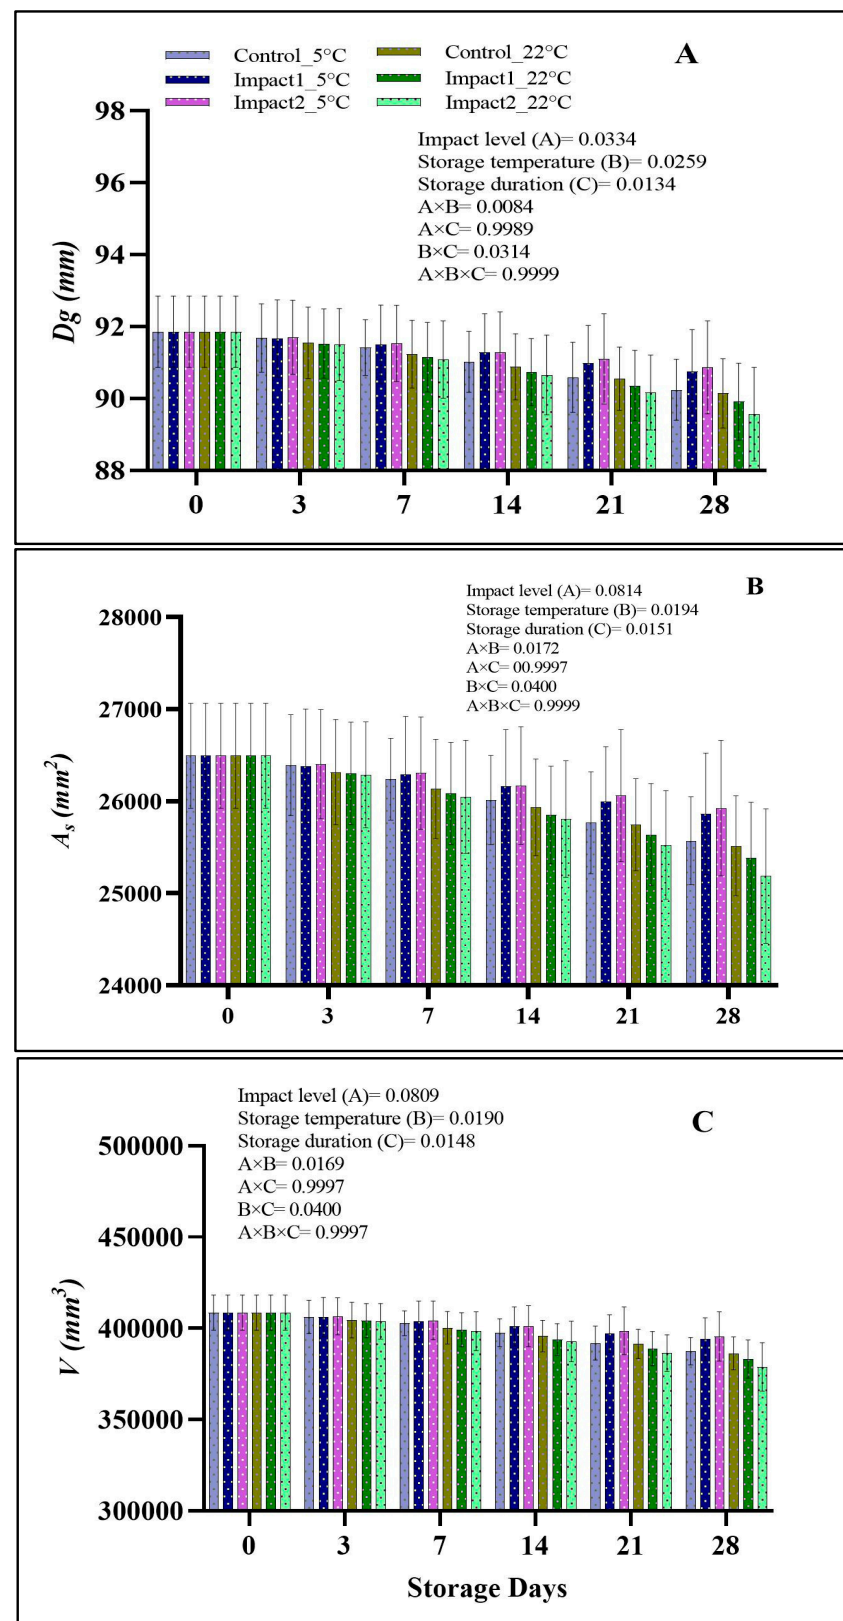 A
Control_5°C Control_22°C
Impact1_5°C Impact1_22°C
Impact2_5°C Impact2_22°C
Impact level (A)= 0.0334
Storage temperature (B)= 0.0259
Storage duration (C)= 0.0134
A×B= 0.0084
A×C= 0.9989
B×C= 0.0314
A×B×C= 0.9999
98
96
94
92
90
88
Dg (mm)
0 3 7 14 21 28
B
Impact level (A)= 0.0814
Storage temperature (B)= 0.0194
Storage duration (C)= 0.0151
A×B= 0.0172
A×C= 00.9997
B×C= 0.0400
A×B×C= 0.9999
28000
27000
26000
25000
24000
As (mm²)
0 3 7 14 21 28
C
Impact level (A)= 0.0809
Storage temperature (B)= 0.0190
Storage duration (C)= 0.0148
A×B= 0.0169
A×C= 0.9997
B×C= 0.0400
A×B×C= 0.9997
500000
450000
400000
350000
300000
V (mm³)
0 3 7 14 21 28
Storage Days